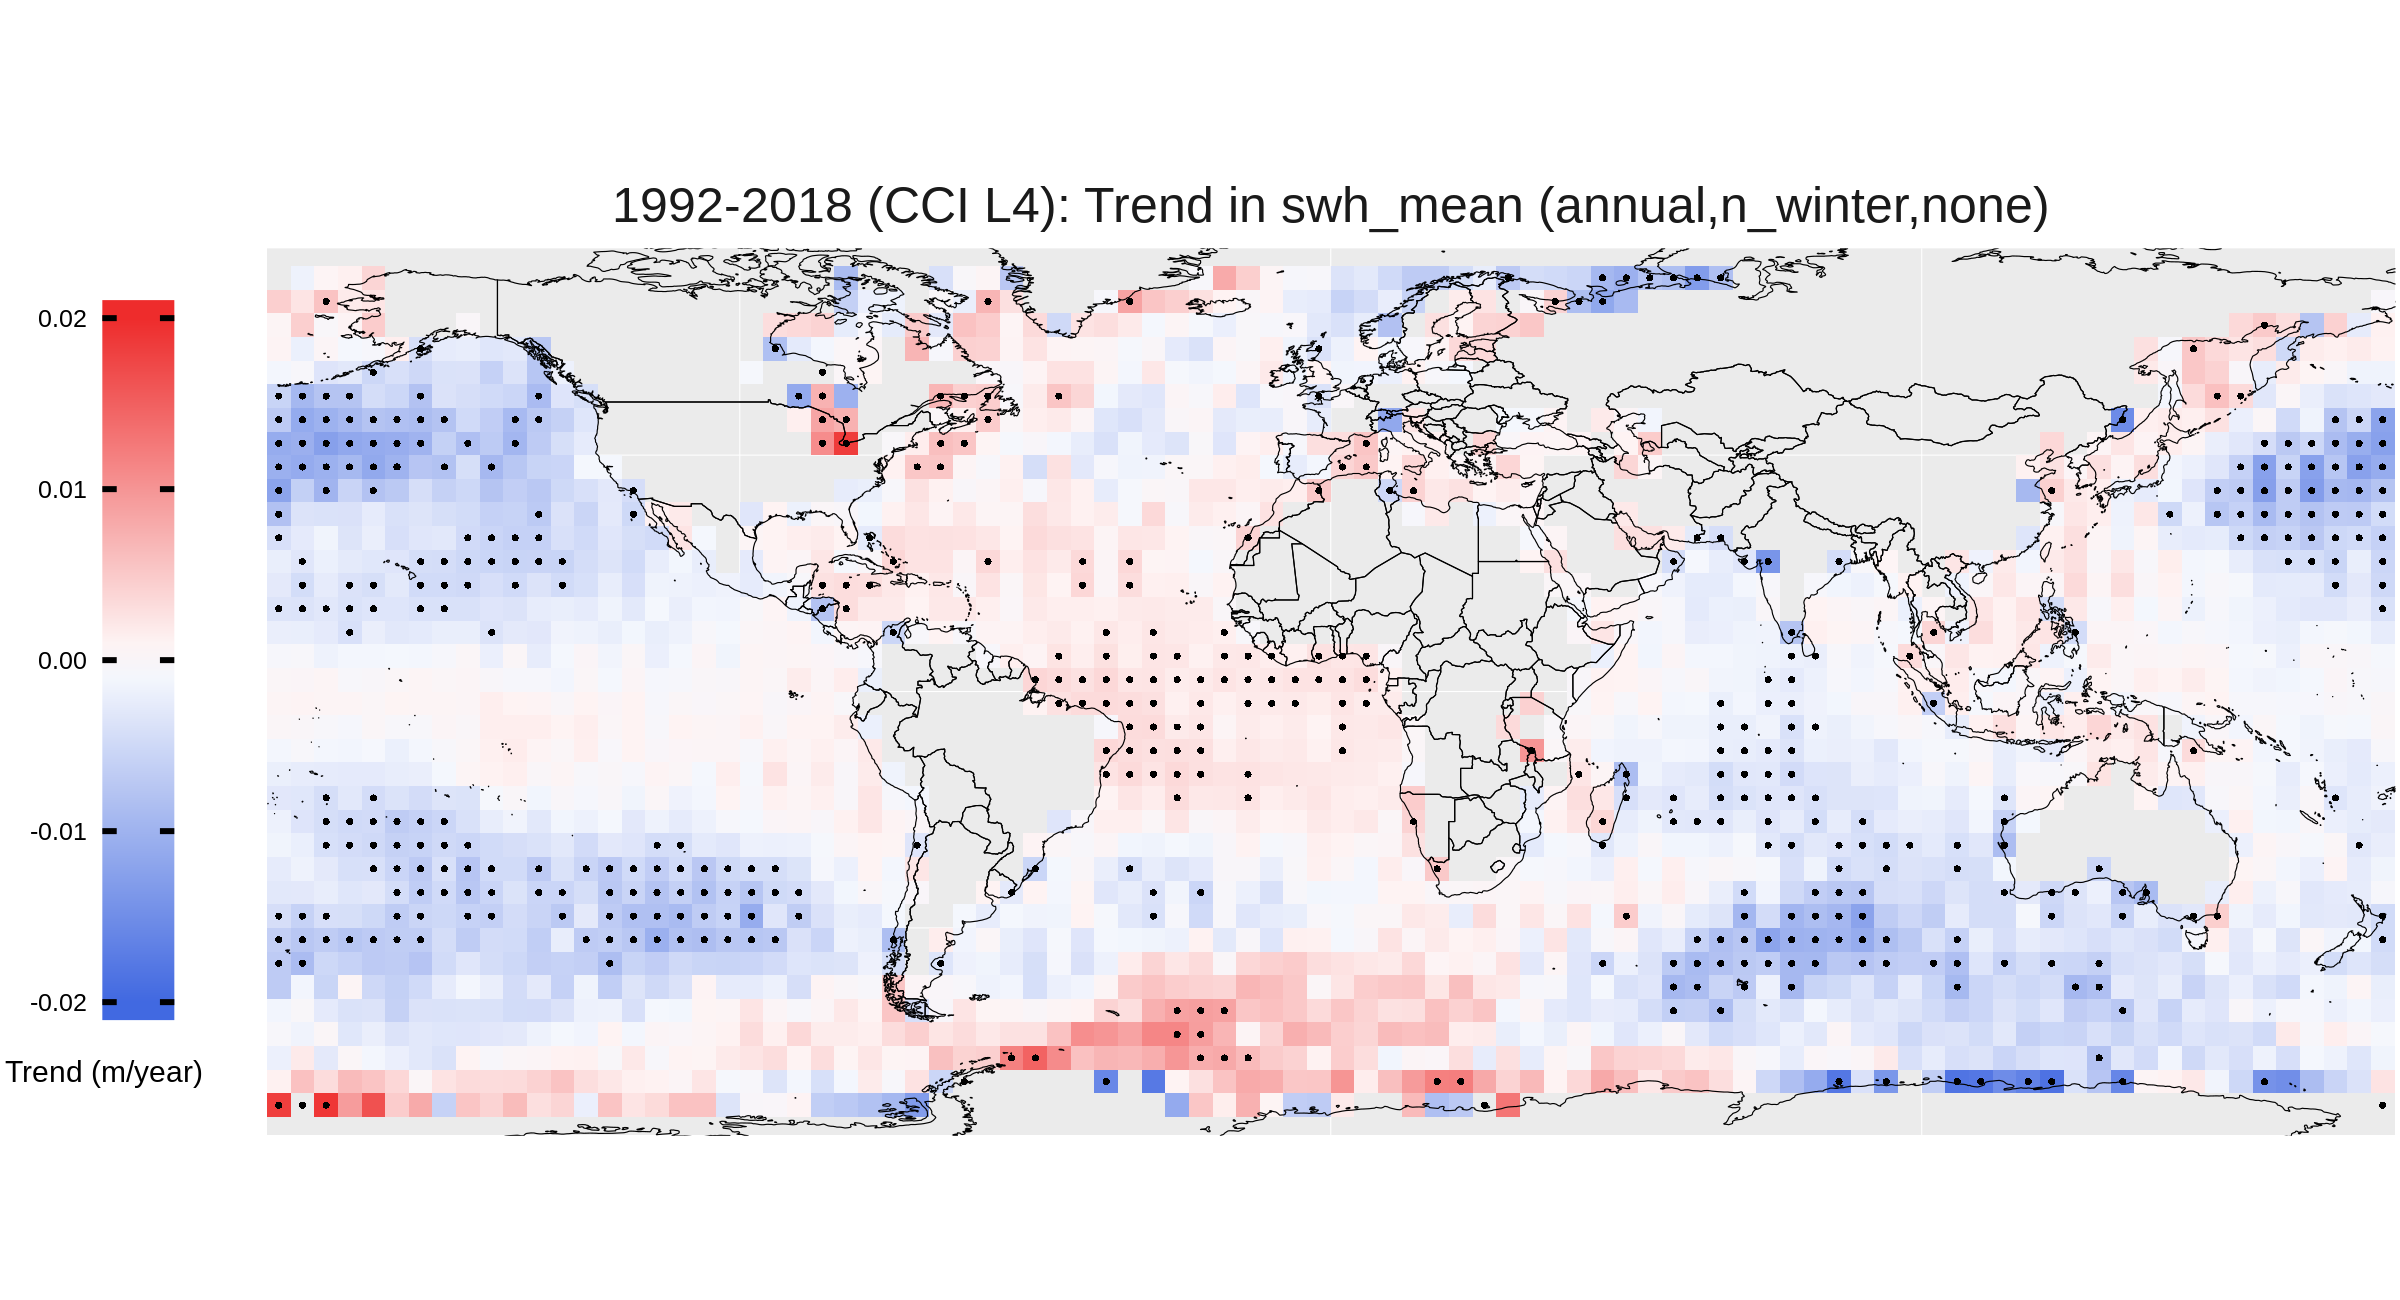 1992-2018 (CCI L4): Trend in swh_mean (annual,n_winter,none)
0.02
0.01
0.00
-0.01
-0.02
Trend (m/year)